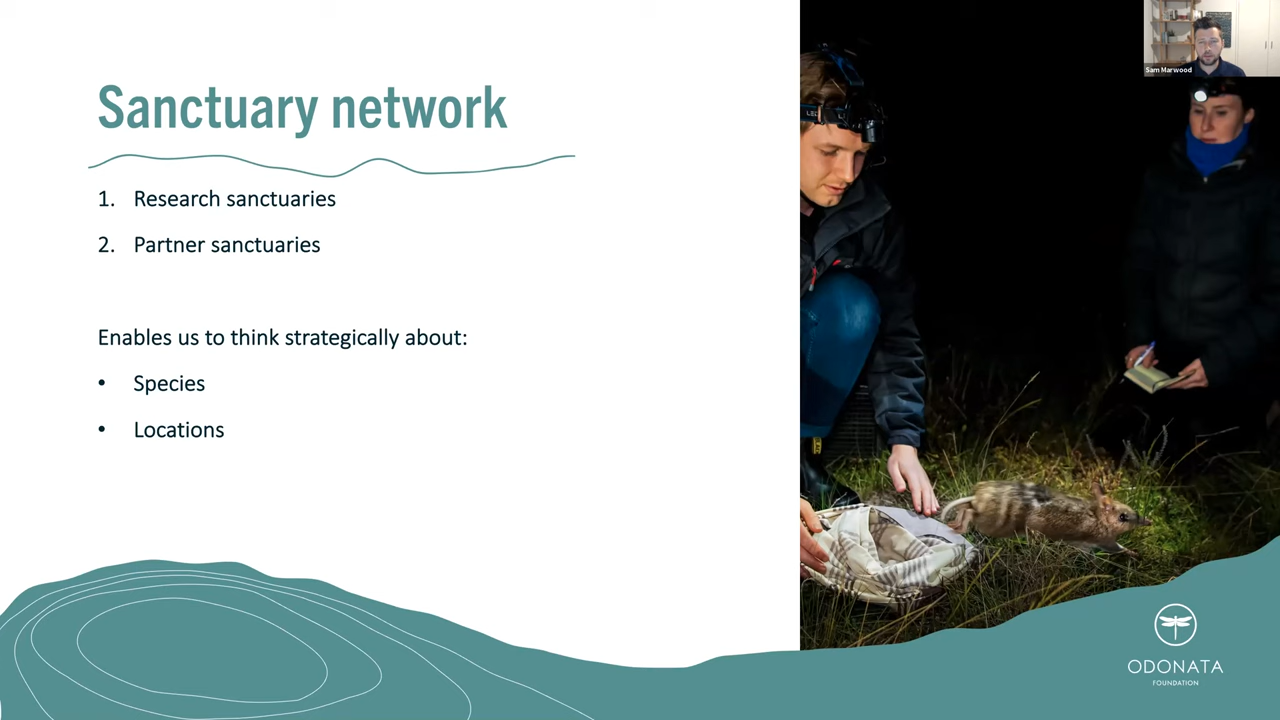 Sam Marwood
Sanctuary network
1. Research sanctuaries
2. Partner sanctuaries
Enables us to think strategically about:
• Species
• Locations
LED
ODONATA
FOUNDATION